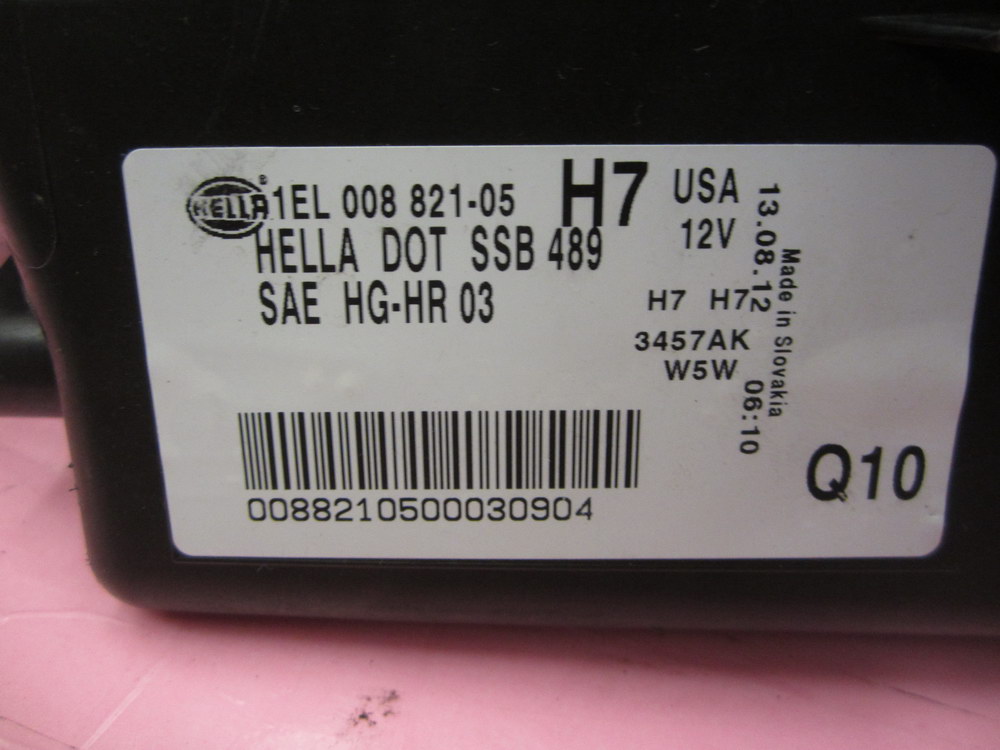 HELLA® 1EL 008 821-05 H7 USA
HELLA DOT SSB 489 12V
SAE HG-HR 03 H7 H7
3457AK
W5W
13.08.12 06:10
Made in Slovakia
Q10
00882105000030904